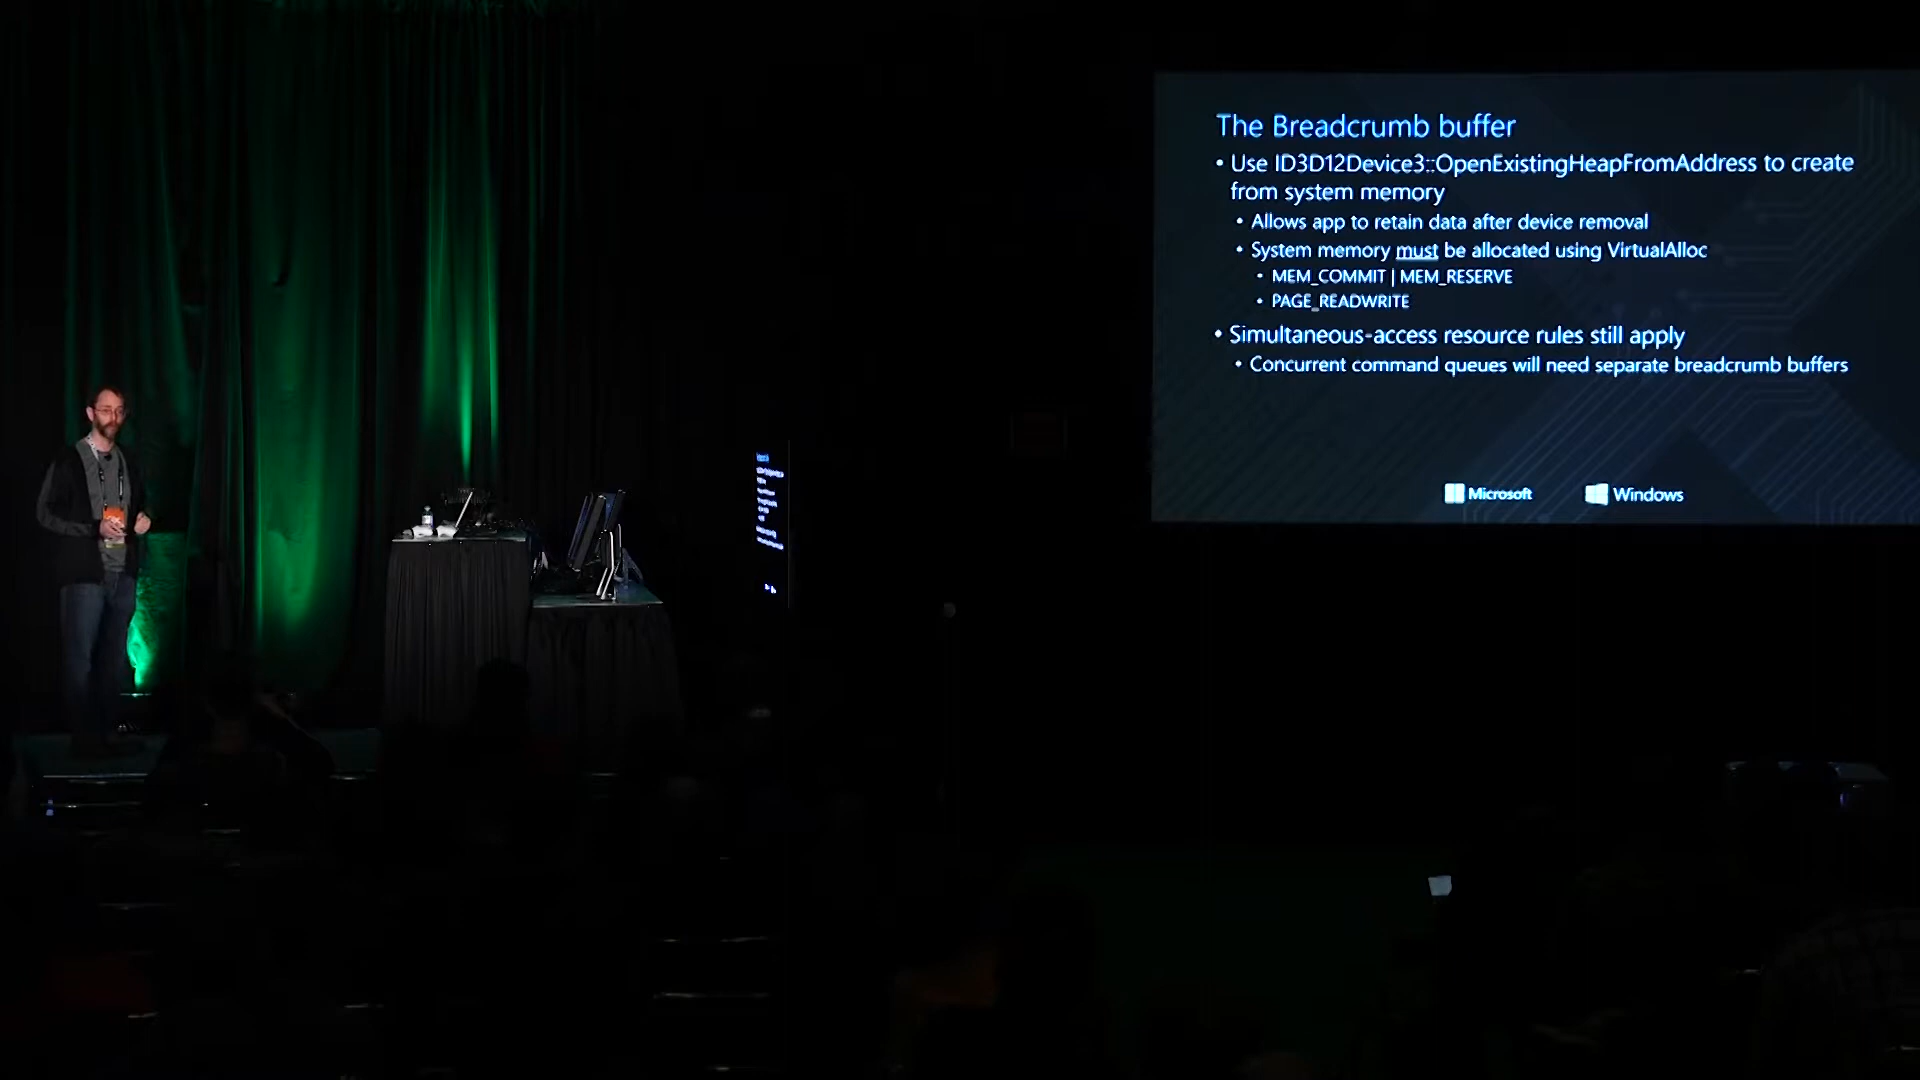 The Breadcrumb buffer
• Use ID3D12Device3::OpenExistingHeapFromAddress to create
from system memory
• Allows app to retain data after device removal
• System memory must be allocated using VirtualAlloc
• MEM_COMMIT | MEM_RESERVE
• PAGE_READWRITE
• Simultaneous-access resource rules still apply
• Concurrent command queues will need separate breadcrumb buffers
Microsoft Windows